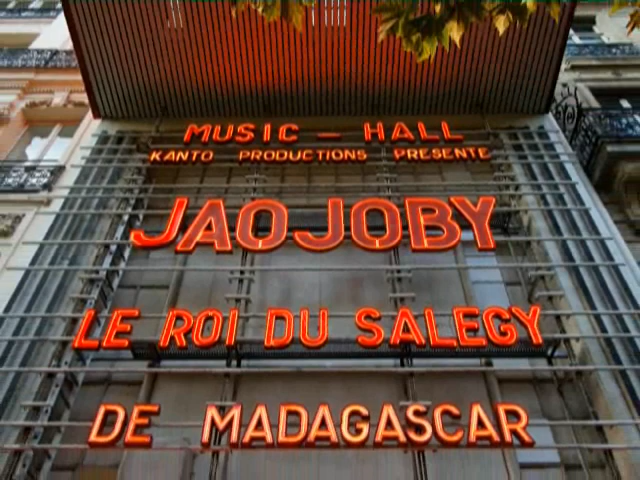 MUSIC - HALL
KANTO PRODUCTIONS PRESENTE
JAOJOBY
LE ROI DU SALEGY
DE MADAGASCAR